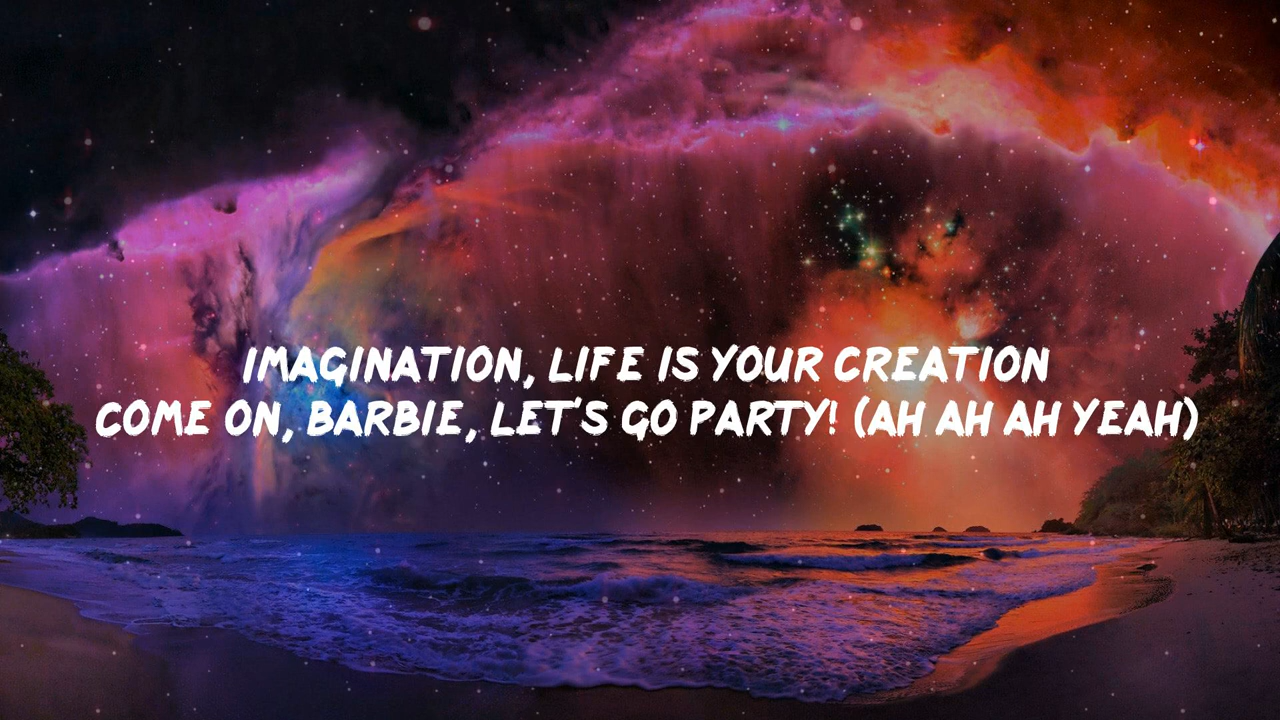 IMAGINATION, LIFE IS YOUR CREATION
COME ON, BARBIE, LET'S GO PARTY! (AH AH AH YEAH)